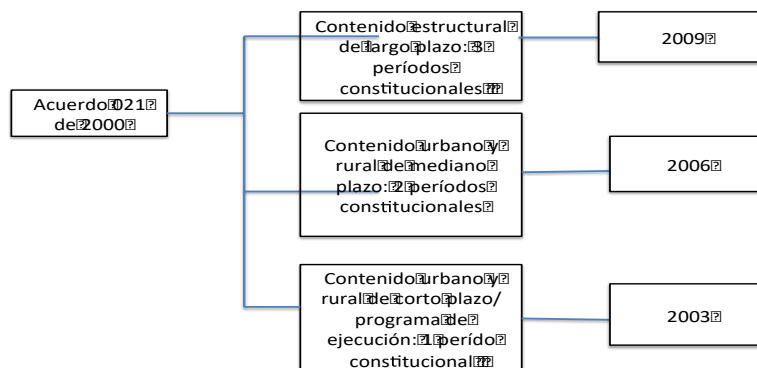 Contenido estructural
de largo plazo: 3
períodos
constitucionales
2009
Acuerdo 021
de 2000
Contenido urbano y
rural de mediano
plazo: 2 períodos
constitucionales
2006
Contenido urbano y
rural de corto plazo/
programa de
ejecución: 1 perído
constitucional
2003